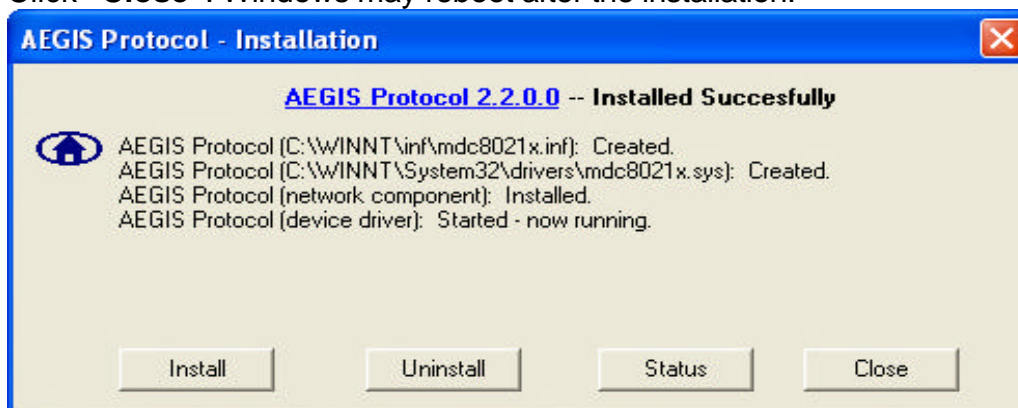 Click "Close". Windows may reboot after the installation.
AEGIS Protocol - Installation
AEGIS Protocol 2.2.0.0 -- Installed Succesfully
AEGIS Protocol (C:\WINNT\inf\mdc8021x.inf): Created.
AEGIS Protocol (C:\WINNT\System32\drivers\mdc8021x.sys): Created.
AEGIS Protocol (network component): Installed.
AEGIS Protocol (device driver): Started - now running.
Install Uninstall Status Close